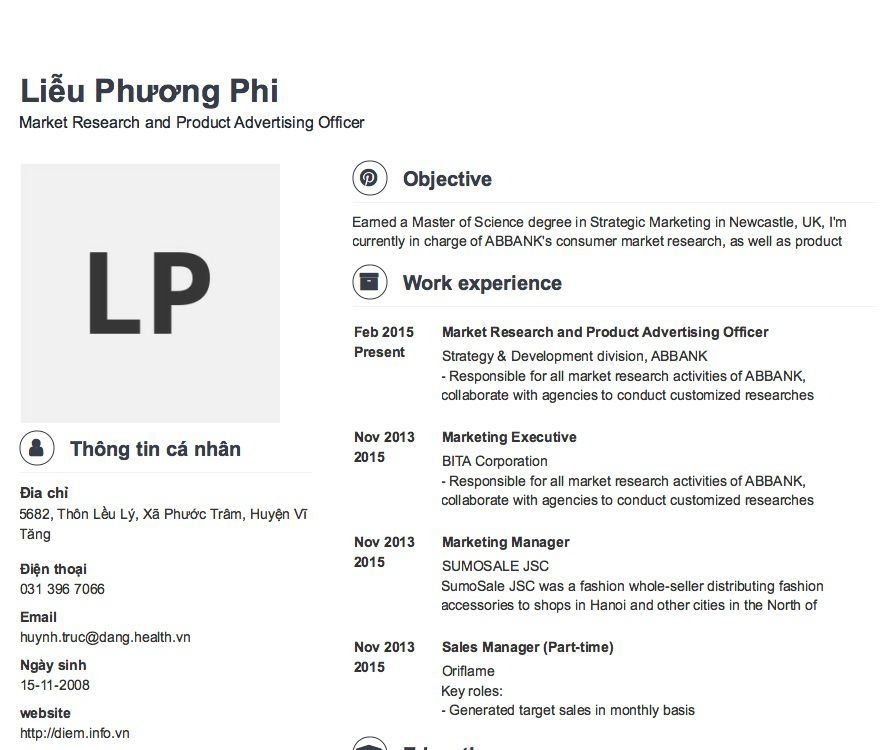 Liễu Phương Phi
Market Research and Product Advertising Officer
LP
Thông tin cá nhân
Địa chỉ
5682, Thôn Lều Lý, Xã Phước Trâm, Huyện Vĩ
Tăng
Điện thoại
031 396 7066
Email
huynh.truc@dang.health.vn
Ngày sinh
15-11-2008
website
http://diem.info.vn
Objective
Earned a Master of Science degree in Strategic Marketing in Newcastle, UK, I'm
currently in charge of ABBANK's consumer market research, as well as product
Work experience
Feb 2015
Present
Market Research and Product Advertising Officer
Strategy & Development division, ABBANK
- Responsible for all market research activities of ABBANK,
collaborate with agencies to conduct customized researches
Nov 2013
2015
Marketing Executive
BITA Corporation
- Responsible for all market research activities of ABBANK,
collaborate with agencies to conduct customized researches
Nov 2013
2015
Marketing Manager
SUMOSALE JSC
SumoSale JSC was a fashion whole-seller distributing fashion
accessories to shops in Hanoi and other cities in the North of
Nov 2013
2015
Sales Manager (Part-time)
Oriflame
Key roles:
- Generated target sales in monthly basis